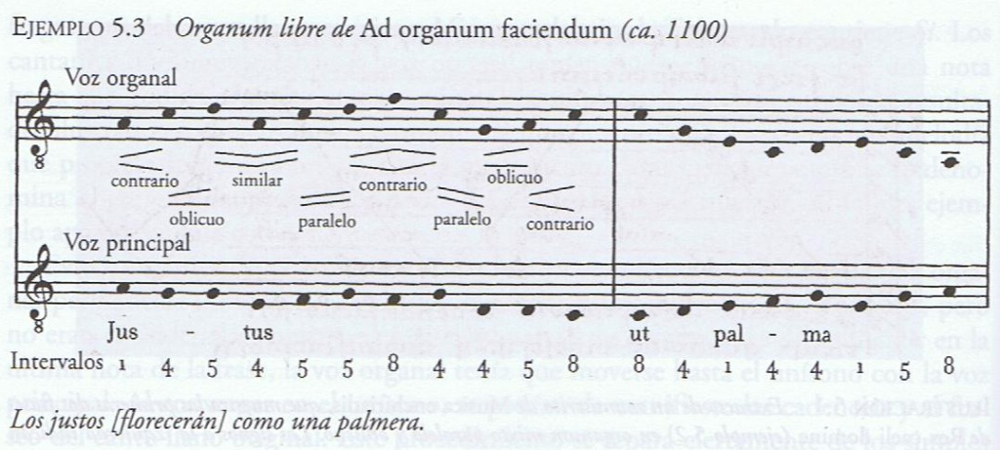 EJEMPLO 5.3 Organum libre de Ad organum faciendum (ca. 1100)
Voz organal
8
contrario similar contrario oblicuo
oblicuo paralelo paralelo contrario
Voz principal
8
Jus - tus ut pal - ma
Intervalos 1 4 5 4 5 5 8 4 4 5 8 8 4 1 4 4 1 5 8
Los justos [florecerán] como una palmera.